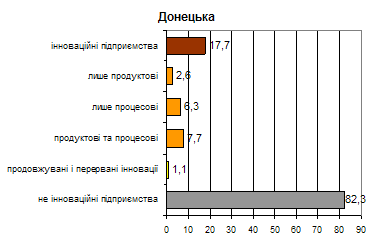 Донецька
інноваційні підприємства
17,7
лише продуктові
2,6
лише процесові
6,3
продуктові та процесові
7,7
продовжувані і перервані інновації
1,1
не інноваційні підприємства
82,3
0 10 20 30 40 50 60 70 80 90